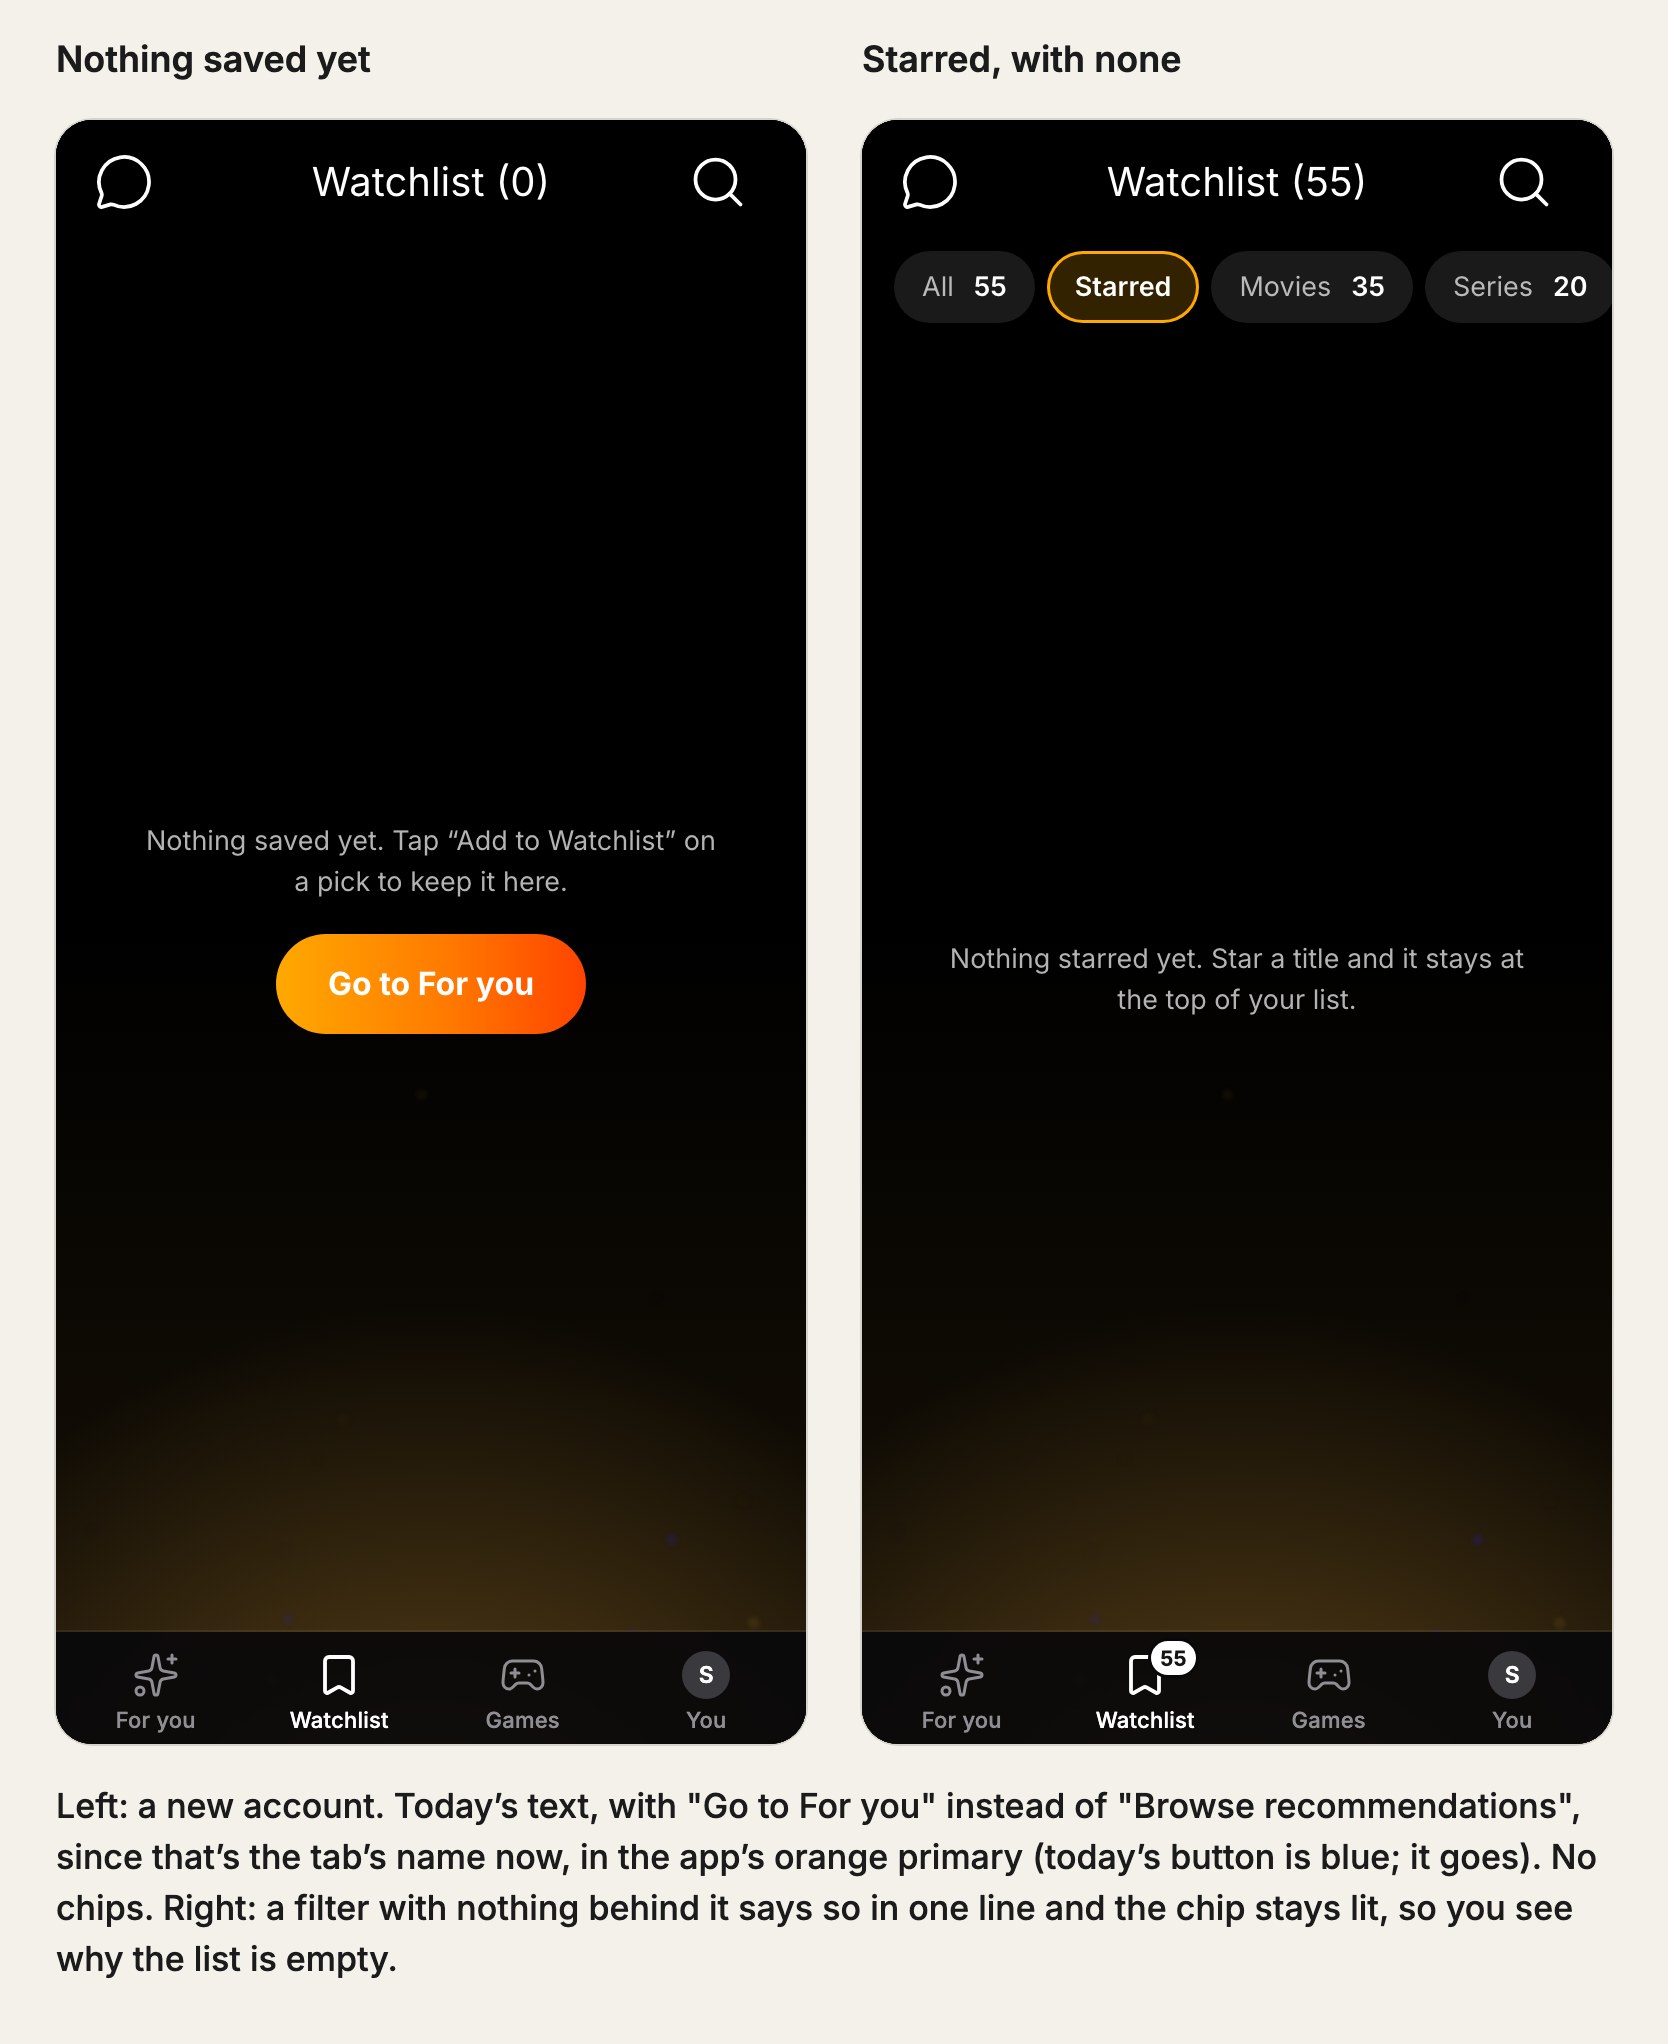 Nothing saved yet
Watchlist (0)
Nothing saved yet. Tap “Add to Watchlist” on
a pick to keep it here.
Go to For you
For you
Watchlist
Games
S
You
Starred, with none
Watchlist (55)
All 55
Starred
Movies 35
Series 20
Nothing starred yet. Star a title and it stays at
the top of your list.
For you
55
Watchlist
Games
S
You
Left: a new account. Today’s text, with "Go to For you" instead of "Browse recommendations",
since that’s the tab’s name now, in the app’s orange primary (today’s button is blue; it goes). No
chips. Right: a filter with nothing behind it says so in one line and the chip stays lit, so you see
why the list is empty.